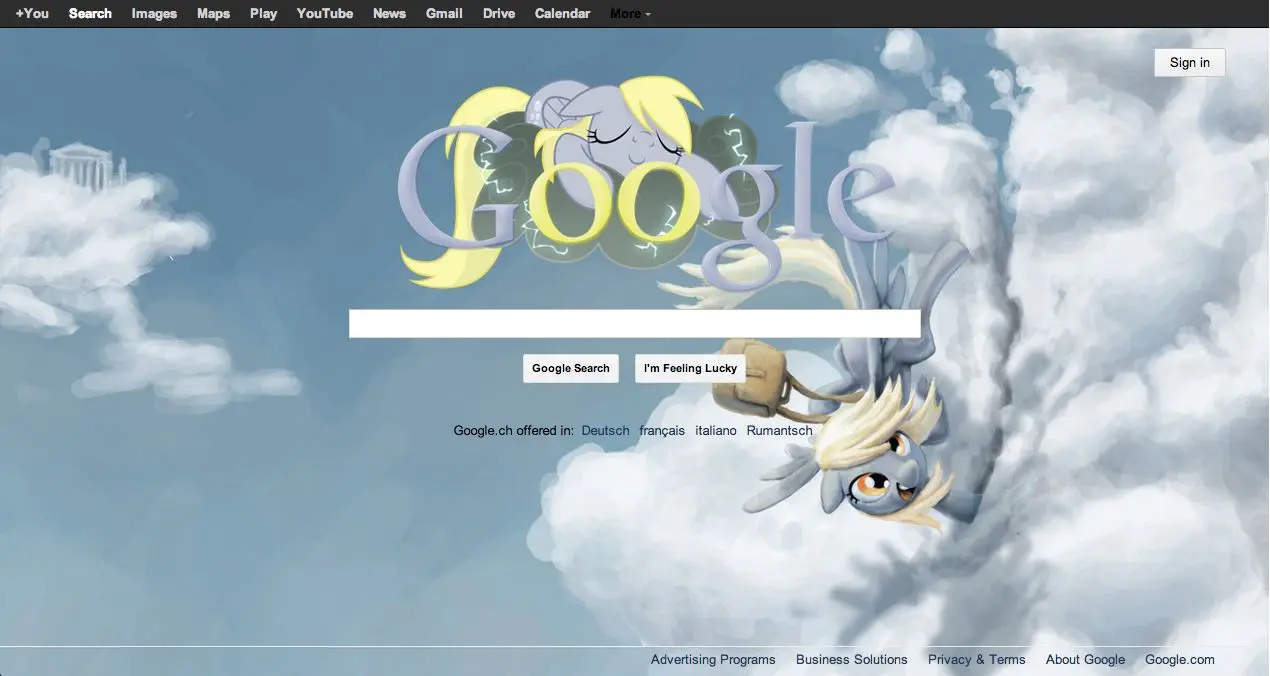 +You Search Images Maps Play YouTube News Gmail Drive Calendar More
Sign in
Google
Google Search I'm Feeling Lucky
Google.ch offered in: Deutsch français italiano Rumantsch
Advertising Programs Business Solutions Privacy & Terms About Google Google.com